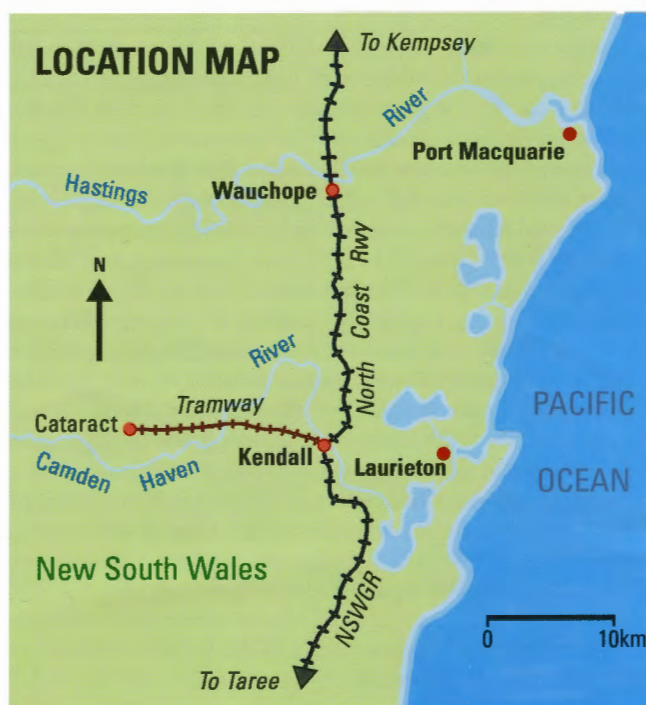 LOCATION MAP
To Kempsey
River
Port Macquarie
Hastings
Wauchope
N
North Coast Rwy
River
Tramway
Cataract
Kendall
Camden Haven
Laurieton
PACIFIC
OCEAN
New South Wales
NSWGR
0 10km
To Taree